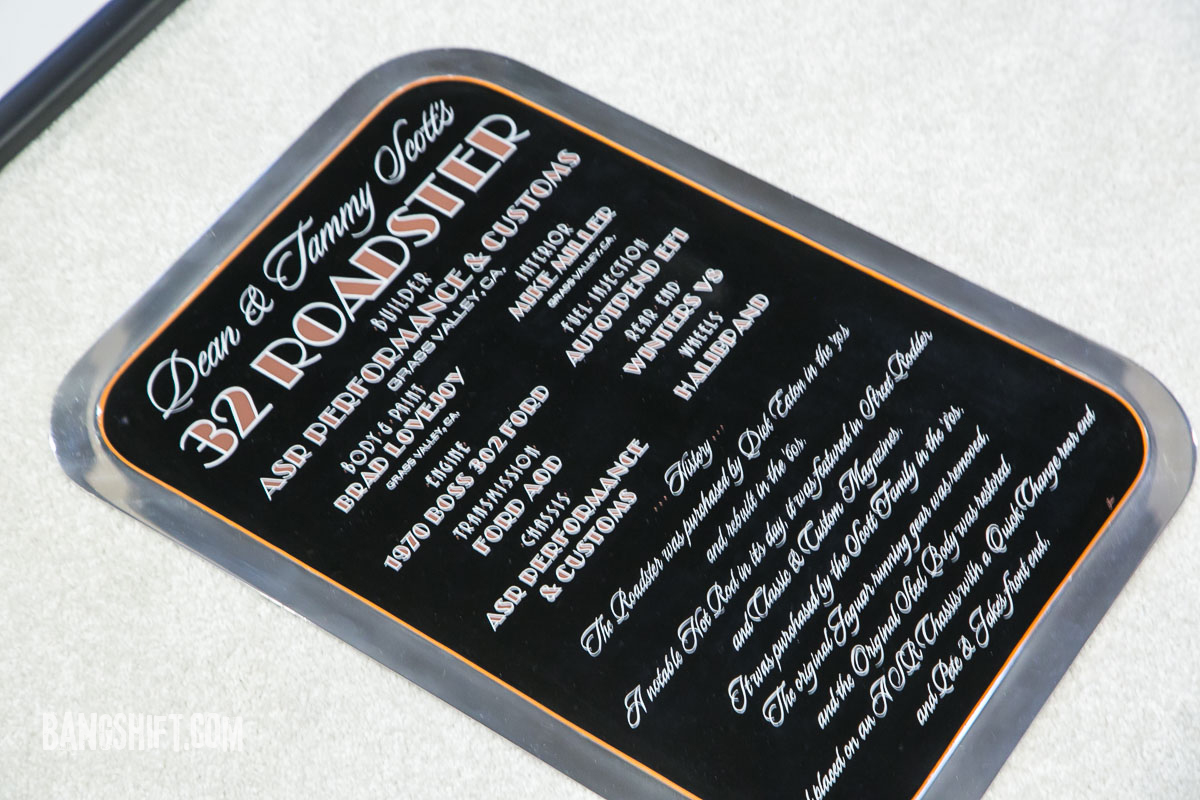 Dean & Tammy Scott's
32 ROADSTER
BUILDER
ASR PERFORMANCE & CUSTOMS
GRASS VALLEY, CA,
BODY & PAINT
BRAD LOVEJOY
GRASS VALLEY, CA,
ENGINE
1970 BOSS 302 FORD
TRANSMISSION
FORD AOD
CHASSIS
ASR PERFORMANCE
& CUSTOMS
INTERIOR
MIKE MILLER
GRASS VALLEY, CA,
FUEL INJECTION
AUTOTREND EFI
REAR END
WINTERS V8
WHEELS
HALIBRAND
...History...
The Roadster was purchased by Dick Eaton in the '50s
and rebuilt in the '60s.
A notable Hot Rod in its day, it was featured in Street Rodder
and Classic & Custom Magazines.
It was purchased by the Scott Family in the '80s.
The original Jaguar running gear was removed,
and the Original Steel Body was restored
placed on an ASR Chassis with a Quick Change rear end
and Pete & Jakes front end.
BANGSHIFT.COM